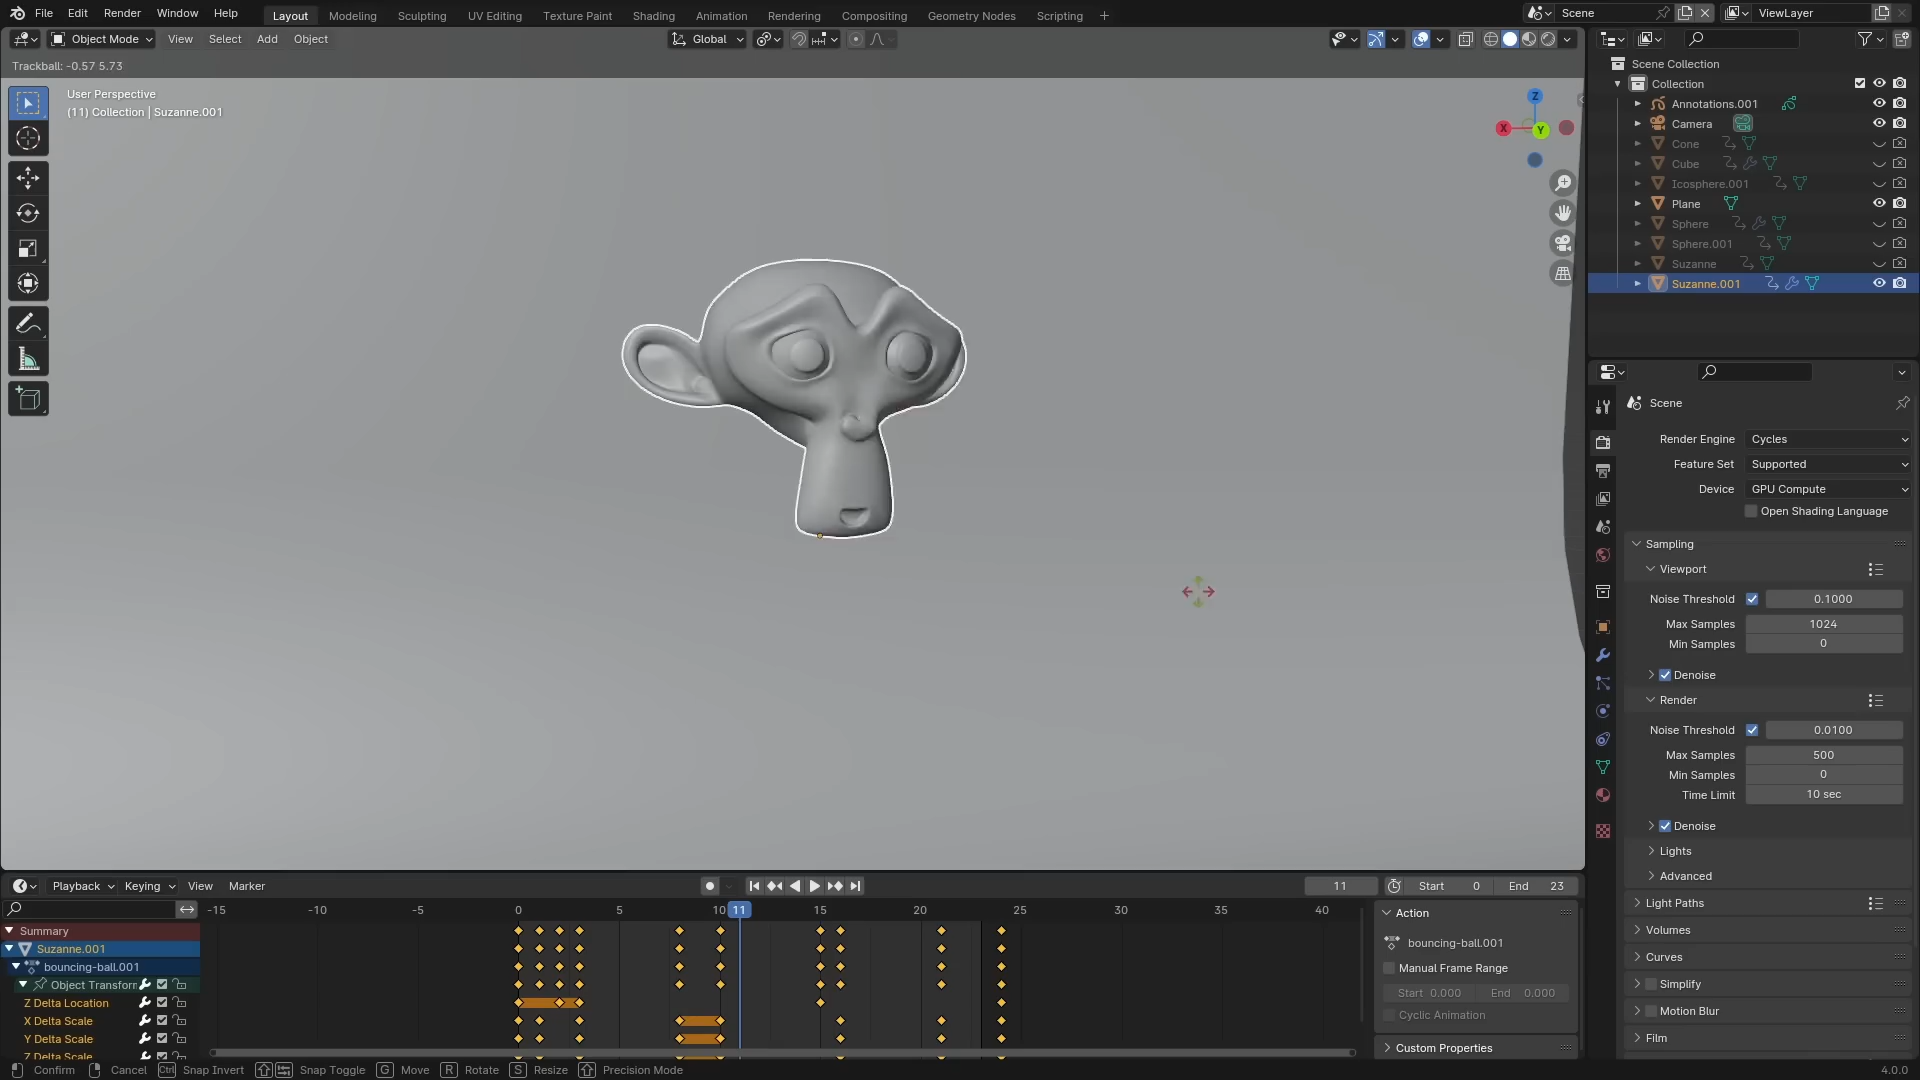 File Edit Render Window Help Layout Modeling Sculpting UV Editing Texture Paint Shading Animation Rendering Compositing Geometry Nodes Scripting + Scene ViewLayer
Object Mode View Select Add Object Global
Trackball: -0.57 5.73
User Perspective
(11) Collection | Suzanne.001
Z
X
Y
Scene Collection
Collection
Annotations.001
Camera
Cone
Cube
Icosphere.001
Plane
Sphere
Sphere.001
Suzanne
Suzanne.001
Scene
Render Engine Cycles
Feature Set Supported
Device GPU Compute
Open Shading Language
Sampling
Viewport
Noise Threshold 0.1000
Max Samples 1024
Min Samples 0
Denoise
Render
Noise Threshold 0.0100
Max Samples 500
Min Samples 0
Time Limit 10 sec
Denoise
Lights
Advanced
Light Paths
Volumes
Curves
Simplify
Motion Blur
Film
Playback Keying View Marker 11 Start 0 End 23
-15 -10 -5 0 5 10 11 15 20 25 30 35 40
Summary
Suzanne.001
bouncing-ball.001
Object Transforr
Z Delta Location
X Delta Scale
Y Delta Scale
Z Delta Scale
Action
bouncing-ball.001
Manual Frame Range
Start 0.000 End 0.000
Cyclic Animation
Custom Properties
Confirm Cancel Ctrl Snap Invert Snap Toggle G Move R Rotate S Resize Precision Mode 4.0.0